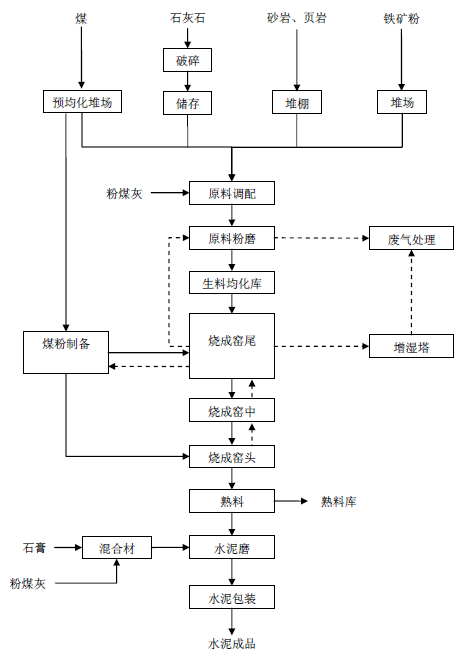 煤
石灰石
砂岩、页岩
铁矿粉
破碎
预均化堆场
储存
堆棚
堆场
粉煤灰
原料调配
原料粉磨
废气处理
生料均化库
煤粉制备
烧成窑尾
增湿塔
烧成窑中
烧成窑头
熟料
熟料库
石膏
混合材
水泥磨
粉煤灰
水泥包装
水泥成品